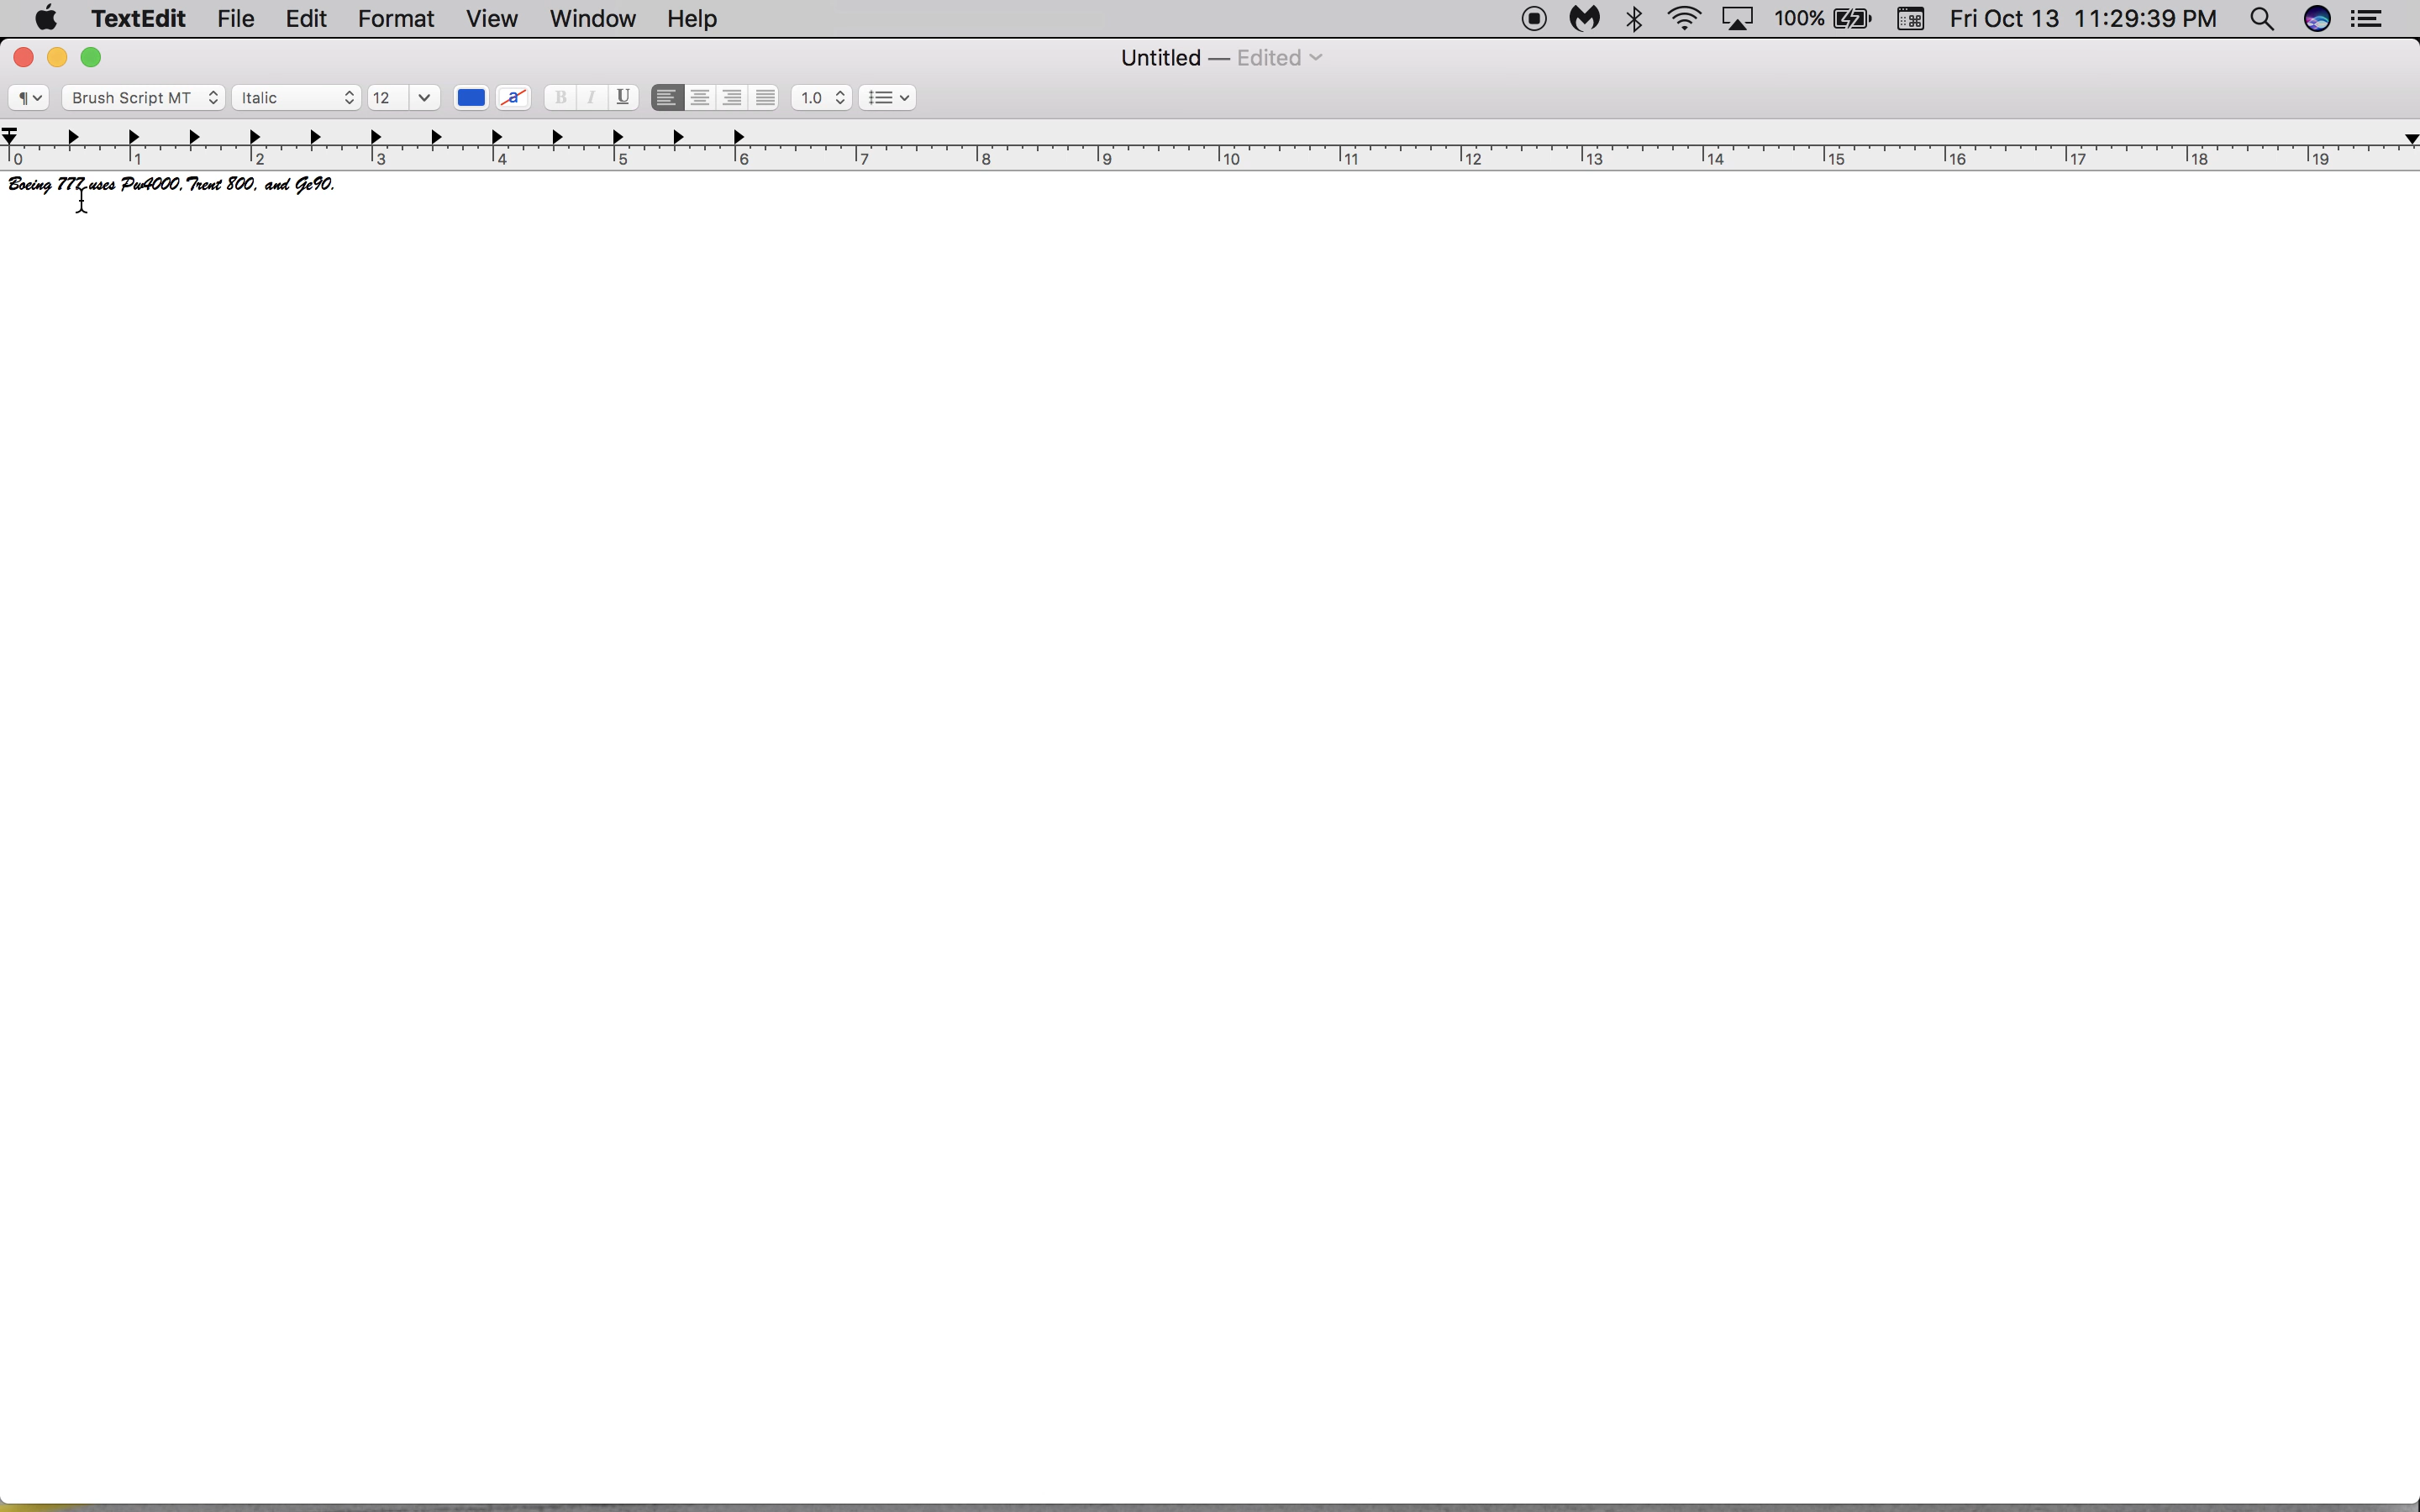 TextEdit File Edit Format View Window Help 100% Fri Oct 13 11:29:39 PM
Untitled — Edited
¶ Brush Script MT Italic 12 a B I U 1.0
0 1 2 3 4 5 6 7 8 9 10 11 12 13 14 15 16 17 18 19
Boeing 777 uses Pw4000, Trent 800, and Ge90.